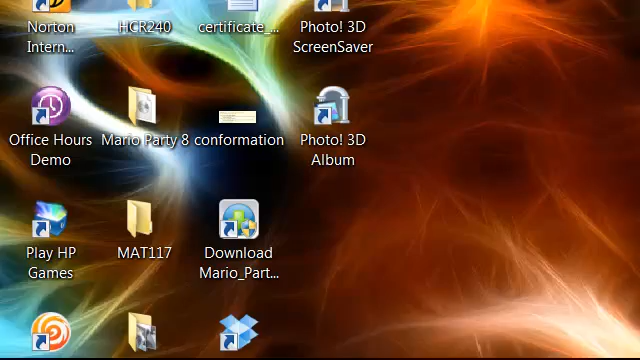 Norton
Intern...
HCR240
certificate_...
Photo! 3D
ScreenSaver
Office Hours
Demo
Mario Party 8
conformation
Photo! 3D
Album
Play HP
Games
MAT117
Download
Mario_Part...